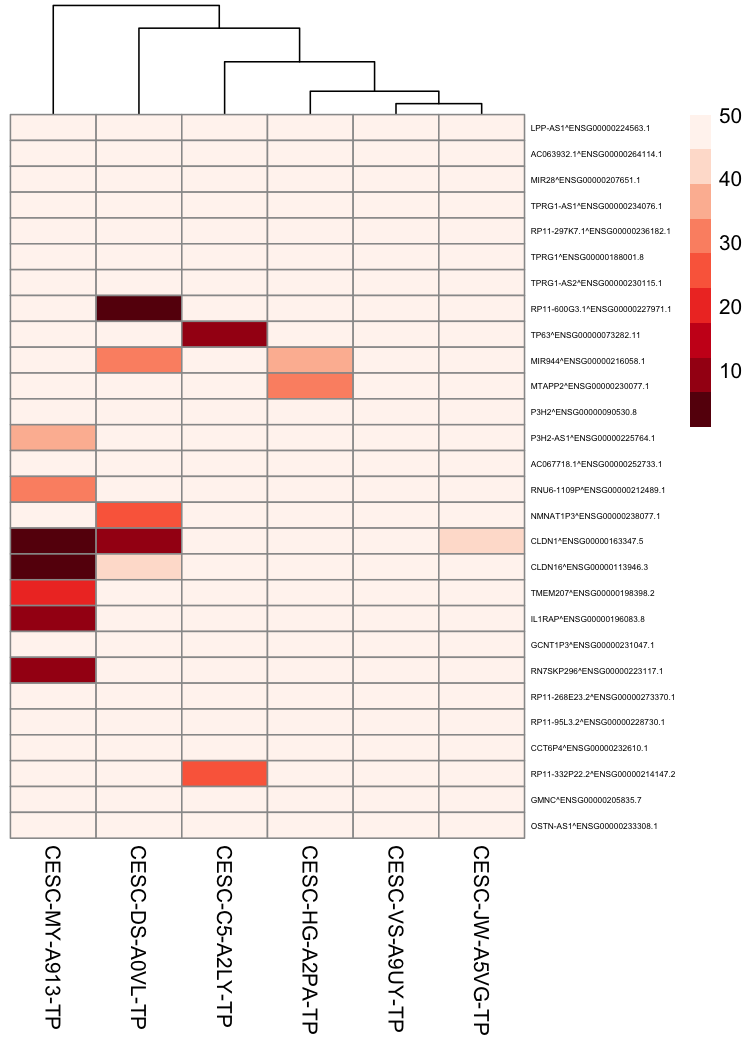 LPP-AS1^ENSG00000224563.1
AC063932.1^ENSG00000264114.1
MIR28^ENSG00000207651.1
TPRG1-AS1^ENSG00000234076.1
RP11-297K7.1^ENSG00000236182.1
TPRG1^ENSG00000188001.8
TPRG1-AS2^ENSG00000230115.1
RP11-600G3.1^ENSG00000227971.1
TP63^ENSG00000073282.11
MIR944^ENSG00000216058.1
MTAPP2^ENSG00000230077.1
P3H2^ENSG00000090530.8
P3H2-AS1^ENSG00000225764.1
AC067718.1^ENSG00000252733.1
RNU6-1109P^ENSG00000212489.1
NMNAT1P3^ENSG00000238077.1
CLDN1^ENSG00000163347.5
CLDN16^ENSG00000113946.3
TMEM207^ENSG00000198398.2
IL1RAP^ENSG00000196083.8
GCNT1P3^ENSG00000231047.1
RN7SKP296^ENSG00000223117.1
RP11-268E23.2^ENSG00000273370.1
RP11-95L3.2^ENSG00000228730.1
CCT6P4^ENSG00000232610.1
RP11-332P22.2^ENSG00000214147.2
GMNC^ENSG00000205835.7
OSTN-AS1^ENSG00000233308.1
50
40
30
20
10
CESC-MY-A913-TP
CESC-DS-A0VL-TP
CESC-C5-A2LY-TP
CESC-HG-A2PA-TP
CESC-VS-A9UY-TP
CESC-JW-A5VG-TP